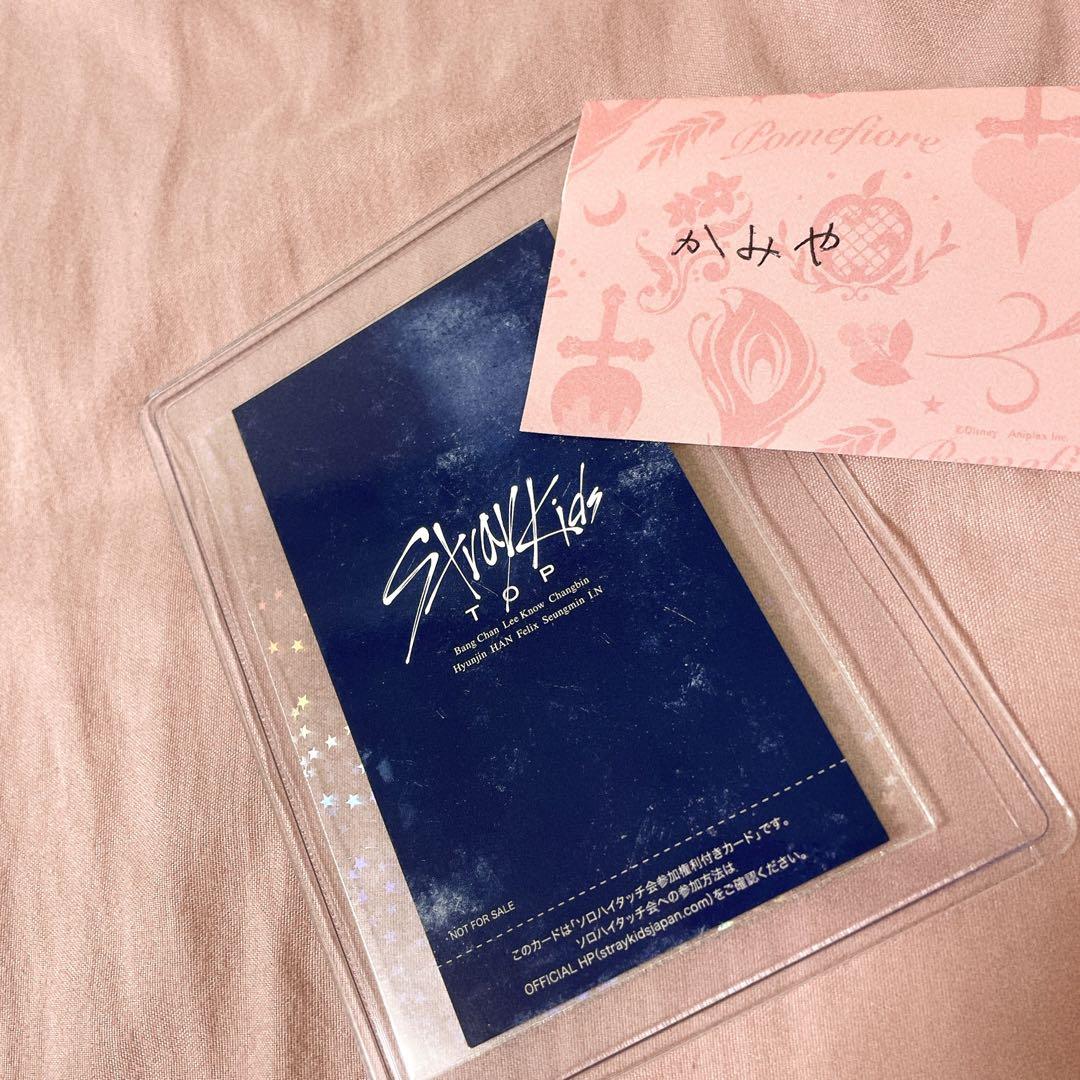 Pomefiore
かみや
©Disney Aniplex Inc.
Pomefiore
Stray Kids
TOP
Bang Chan Lee Know Changbin
Hyunjin HAN Felix Seungmin I.N
NOT FOR SALE
このカードは「ソロハイタッチ会参加権利付きカード」です。
ソロハイタッチ会への参加方法は
OFFICIAL HP(straykidsjapan.com)をご確認ください。